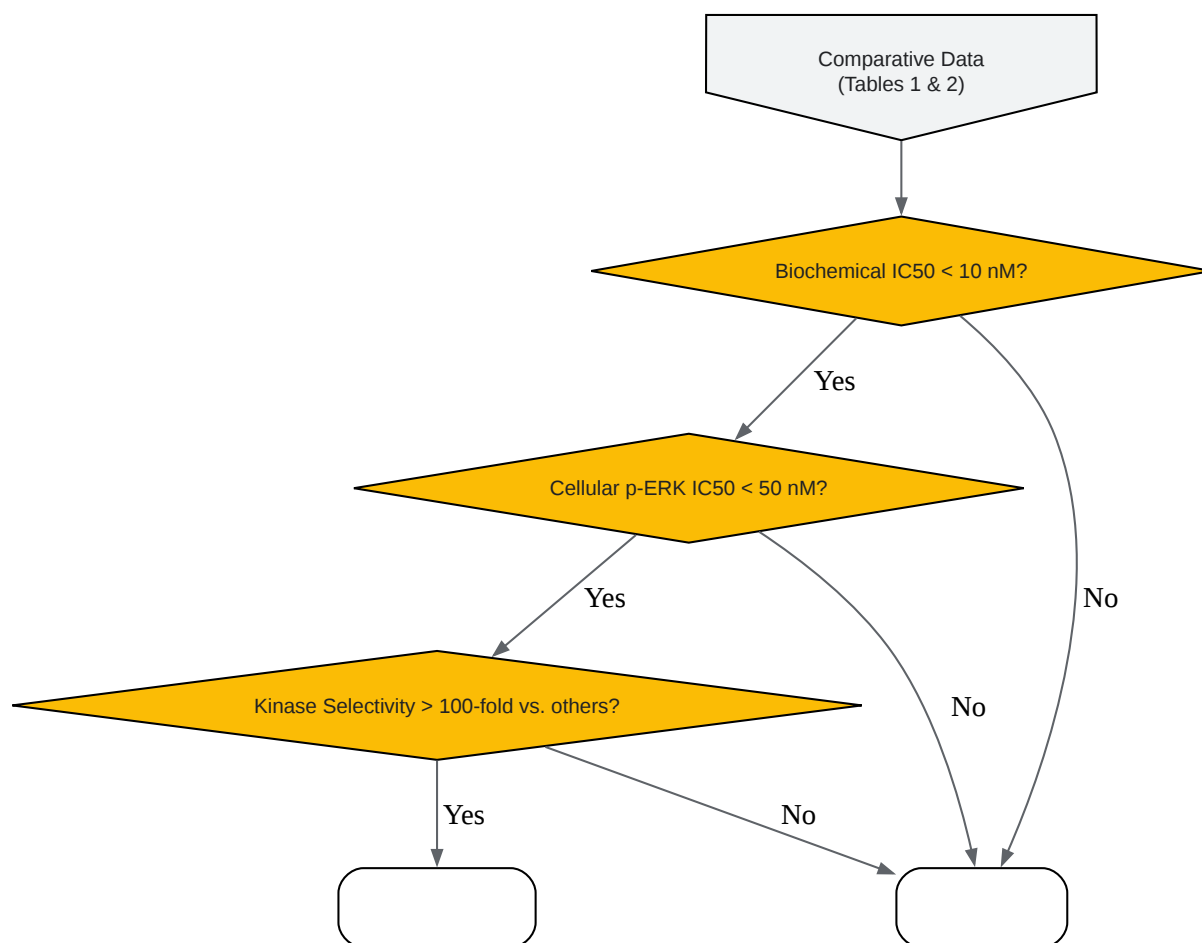 Comparative Data
(Tables 1 & 2)
Biochemical IC50 < 10 nM?
Yes
Cellular p-ERK IC50 < 50 nM?
Yes
No
Kinase Selectivity > 100-fold vs. others?
No
Yes
No